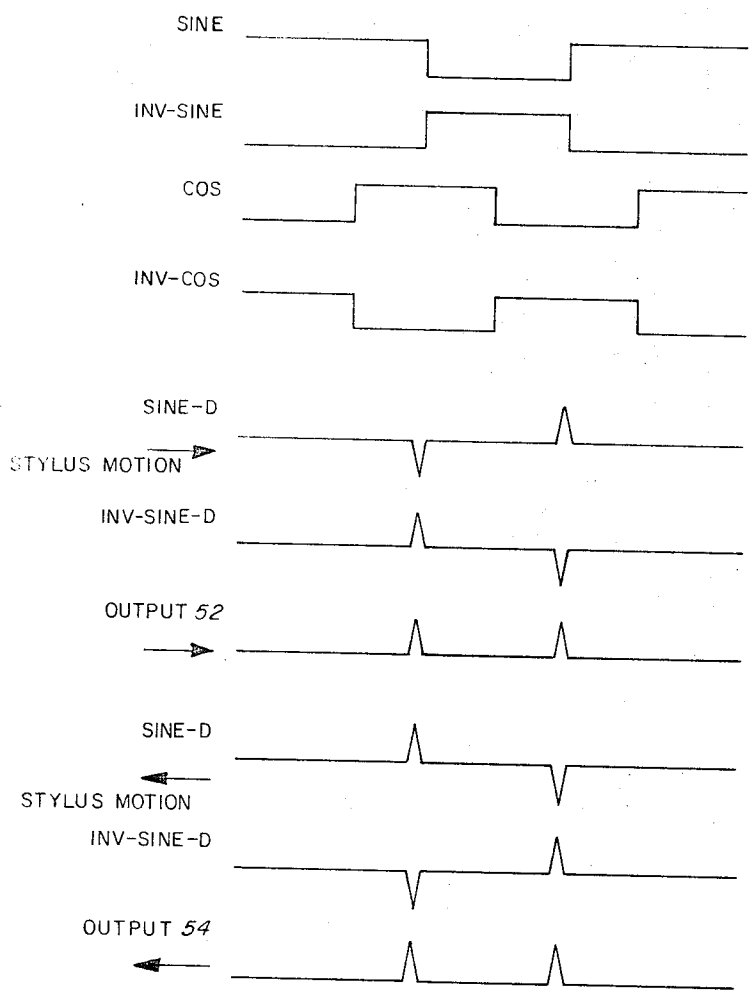 SINE
INV-SINE
COS
INV-COS
SINE-D
STYLUS MOTION
INV-SINE-D
OUTPUT 52
SINE-D
STYLUS MOTION
INV-SINE-D
OUTPUT 54